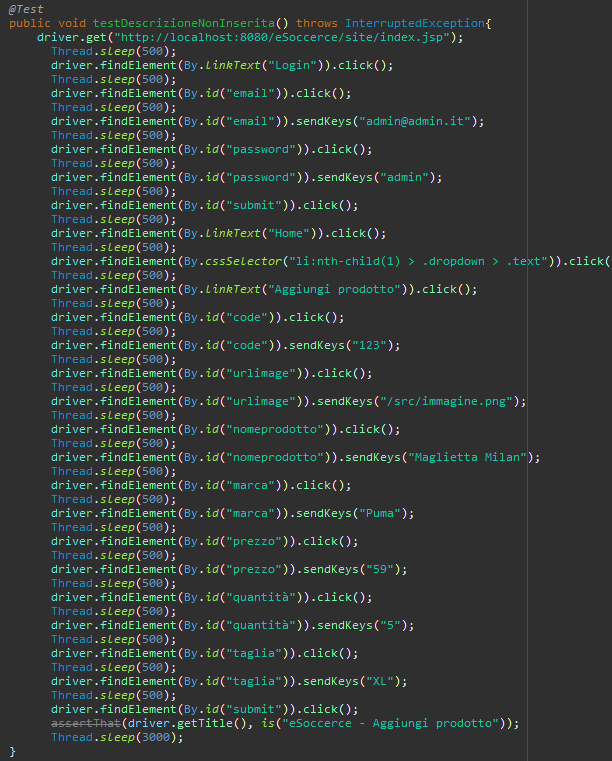 @Test
public void testDescrizioneNonInserita() throws InterruptedException{
driver.get("http://localhost:8080/eSoccerce/site/index.jsp");
Thread.sleep(500);
driver.findElement(By.linkText("Login")).click();
Thread.sleep(500);
driver.findElement(By.id("email")).click();
Thread.sleep(500);
driver.findElement(By.id("email")).sendKeys("admin@admin.it");
Thread.sleep(500);
driver.findElement(By.id("password")).click();
Thread.sleep(500);
driver.findElement(By.id("password")).sendKeys("admin");
Thread.sleep(500);
driver.findElement(By.id("submit")).click();
Thread.sleep(500);
driver.findElement(By.linkText("Home")).click();
Thread.sleep(500);
driver.findElement(By.cssSelector("li:nth-child(1) > .dropdown > .text")).click(
Thread.sleep(500);
driver.findElement(By.linkText("Aggiungi prodotto")).click();
Thread.sleep(500);
driver.findElement(By.id("code")).click();
Thread.sleep(500);
driver.findElement(By.id("code")).sendKeys("123");
Thread.sleep(500);
driver.findElement(By.id("urlimage")).click();
Thread.sleep(500);
driver.findElement(By.id("urlimage")).sendKeys("/src/immagine.png");
Thread.sleep(500);
driver.findElement(By.id("nomeprodotto")).click();
Thread.sleep(500);
driver.findElement(By.id("nomeprodotto")).sendKeys("Maglietta Milan");
Thread.sleep(500);
driver.findElement(By.id("marca")).click();
Thread.sleep(500);
driver.findElement(By.id("marca")).sendKeys("Puma");
Thread.sleep(500);
driver.findElement(By.id("prezzo")).click();
Thread.sleep(500);
driver.findElement(By.id("prezzo")).sendKeys("59");
Thread.sleep(500);
driver.findElement(By.id("quantità")).click();
Thread.sleep(500);
driver.findElement(By.id("quantità")).sendKeys("5");
Thread.sleep(500);
driver.findElement(By.id("taglia")).click();
Thread.sleep(500);
driver.findElement(By.id("taglia")).sendKeys("XL");
Thread.sleep(500);
driver.findElement(By.id("submit")).click();
assertThat(driver.getTitle(), is("eSoccerce - Aggiungi prodotto"));
Thread.sleep(3000);
}